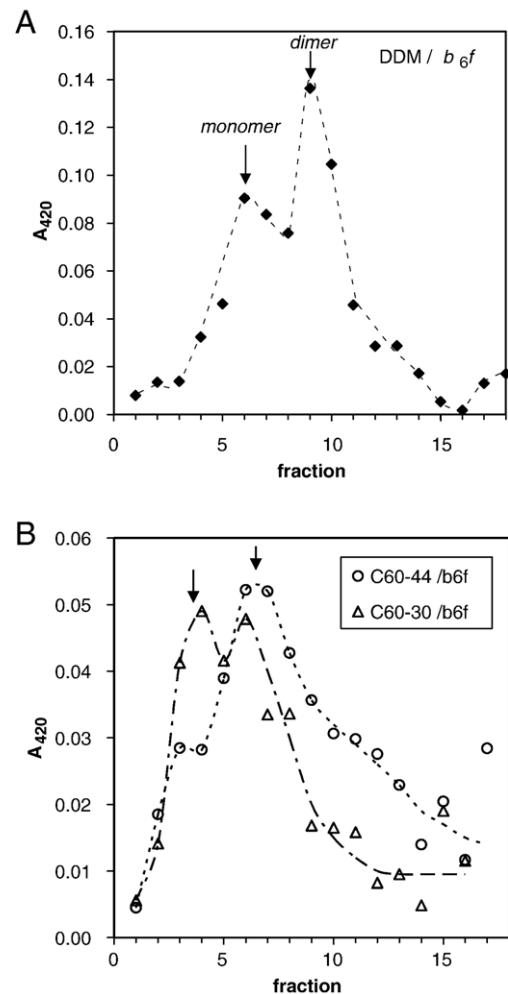 A
0.16
0.14
0.12
0.10
0.08
0.06
0.04
0.02
0.00
A420
dimer
DDM / b 6f
monomer
0 5 10 15
fraction
B
0.06
0.05
0.04
0.03
0.02
0.01
0.00
A420
C60-44 /b6f
C60-30 /b6f
0 5 10 15
fraction